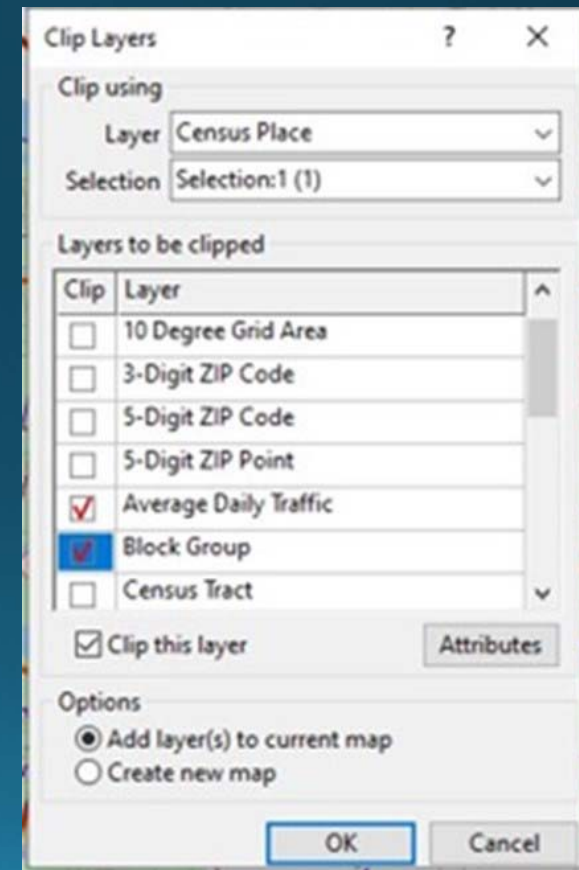 Clip Layers ? ×
Clip using
Layer Census Place
Selection Selection:1 (1)
Layers to be clipped
Clip Layer
10 Degree Grid Area
3-Digit ZIP Code
5-Digit ZIP Code
5-Digit ZIP Point
Average Daily Traffic
Block Group
Census Tract
Clip this layer Attributes
Options
Add layer(s) to current map
Create new map
OK Cancel